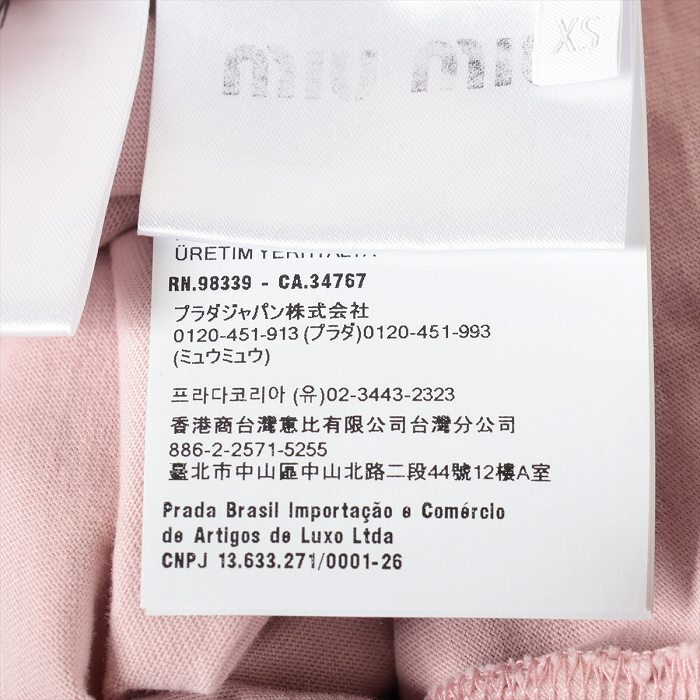 XS
miu miu
ÜRETİM YERİ İTALYA
RN.98339 - CA.34767
プラダジャパン株式会社
0120-451-913 (プラダ)0120-451-993
(ミュウミュウ)
프라다코리아 (유)02-3443-2323
香港商台灣惠比有限公司台灣分公司
886-2-2571-5255
臺北市中山區中山北路二段44號12樓A室
Prada Brasil Importação e Comércio
de Artigos de Luxo Ltda
CNPJ 13.633.271/0001-26